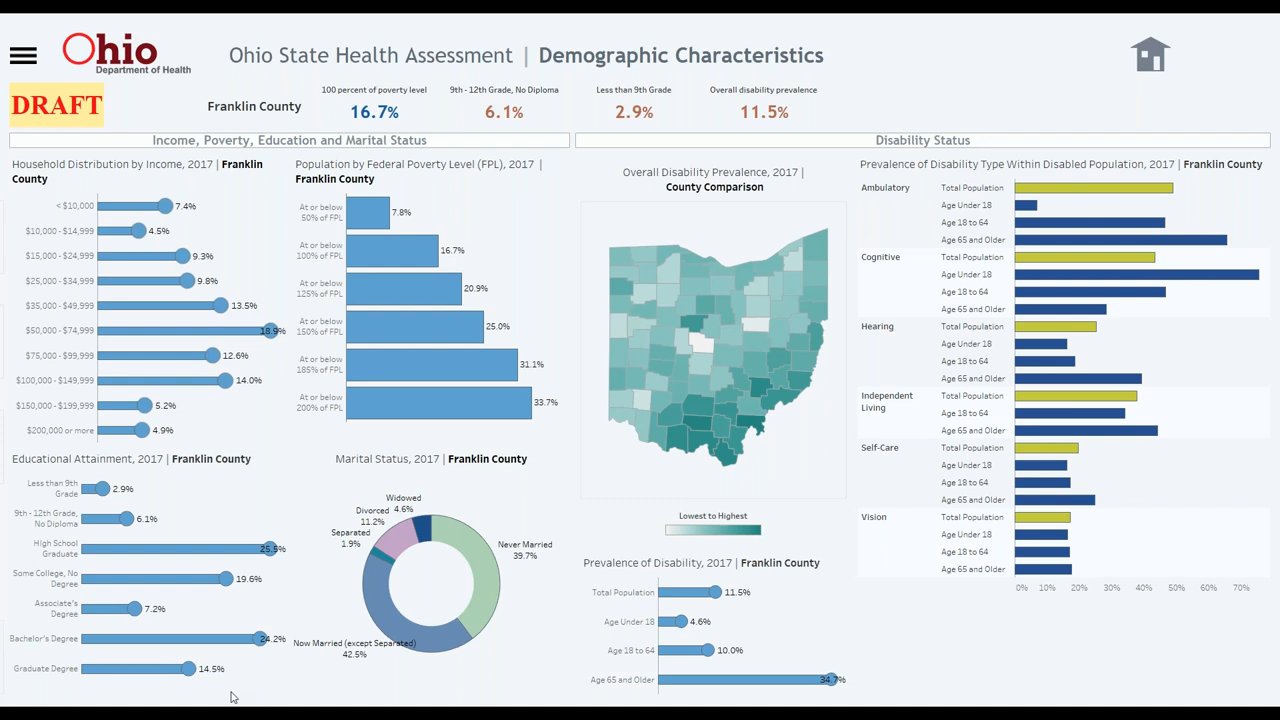 Ohio
Department of Health
Ohio State Health Assessment | Demographic Characteristics
DRAFT
Franklin County
100 percent of poverty level
16.7%
9th - 12th Grade, No Diploma
6.1%
Less than 9th Grade
2.9%
Overall disability prevalence
11.5%
Income, Poverty, Education and Marital Status
Household Distribution by Income, 2017 | Franklin
County
< $10,000 7.4%
$10,000 - $14,999 4.5%
$15,000 - $24,999 9.3%
$25,000 - $34,999 9.8%
$35,000 - $49,999 13.5%
$50,000 - $74,999 18.9%
$75,000 - $99,999 12.6%
$100,000 - $149,999 14.0%
$150,000 - $199,999 5.2%
$200,000 or more 4.9%
Population by Federal Poverty Level (FPL), 2017 |
Franklin County
At or below
50% of FPL
7.8%
At or below
100% of FPL
16.7%
At or below
125% of FPL
20.9%
At or below
150% of FPL
25.0%
At or below
185% of FPL
31.1%
At or below
200% of FPL
33.7%
Educational Attainment, 2017 | Franklin County
Less than 9th
Grade
2.9%
9th - 12th Grade,
No Diploma
6.1%
High School
Graduate
25.5%
Some College, No
Degree
19.6%
Associate's
Degree
7.2%
Bachelor's Degree 24.2%
Graduate Degree 14.5%
Marital Status, 2017 | Franklin County
Widowed
4.6%
Divorced
11.2%
Separated
1.9%
Never Married
39.7%
Now Married (except Separated)
42.5%
Disability Status
Overall Disability Prevalence, 2017 |
County Comparison
Lowest to Highest
Prevalence of Disability, 2017 | Franklin County
Total Population 11.5%
Age Under 18 4.6%
Age 18 to 64 10.0%
Age 65 and Older 34.7%
Prevalence of Disability Type Within Disabled Population, 2017 | Franklin County
Ambulatory Total Population
Age Under 18
Age 18 to 64
Age 65 and Older
Cognitive Total Population
Age Under 18
Age 18 to 64
Age 65 and Older
Hearing Total Population
Age Under 18
Age 18 to 64
Age 65 and Older
Independent Total Population
Living Age 18 to 64
Age 65 and Older
Self-Care Total Population
Age Under 18
Age 18 to 64
Age 65 and Older
Vision Total Population
Age Under 18
Age 18 to 64
Age 65 and Older
0% 10% 20% 30% 40% 50% 60% 70%